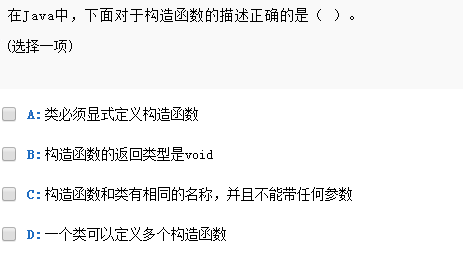 在Java中，下面对于构造函数的描述正确的是（ ）。
(选择一项)
A:类必须显式定义构造函数
B:构造函数的返回类型是void
C:构造函数和类有相同的名称，并且不能带任何参数
D:一个类可以定义多个构造函数